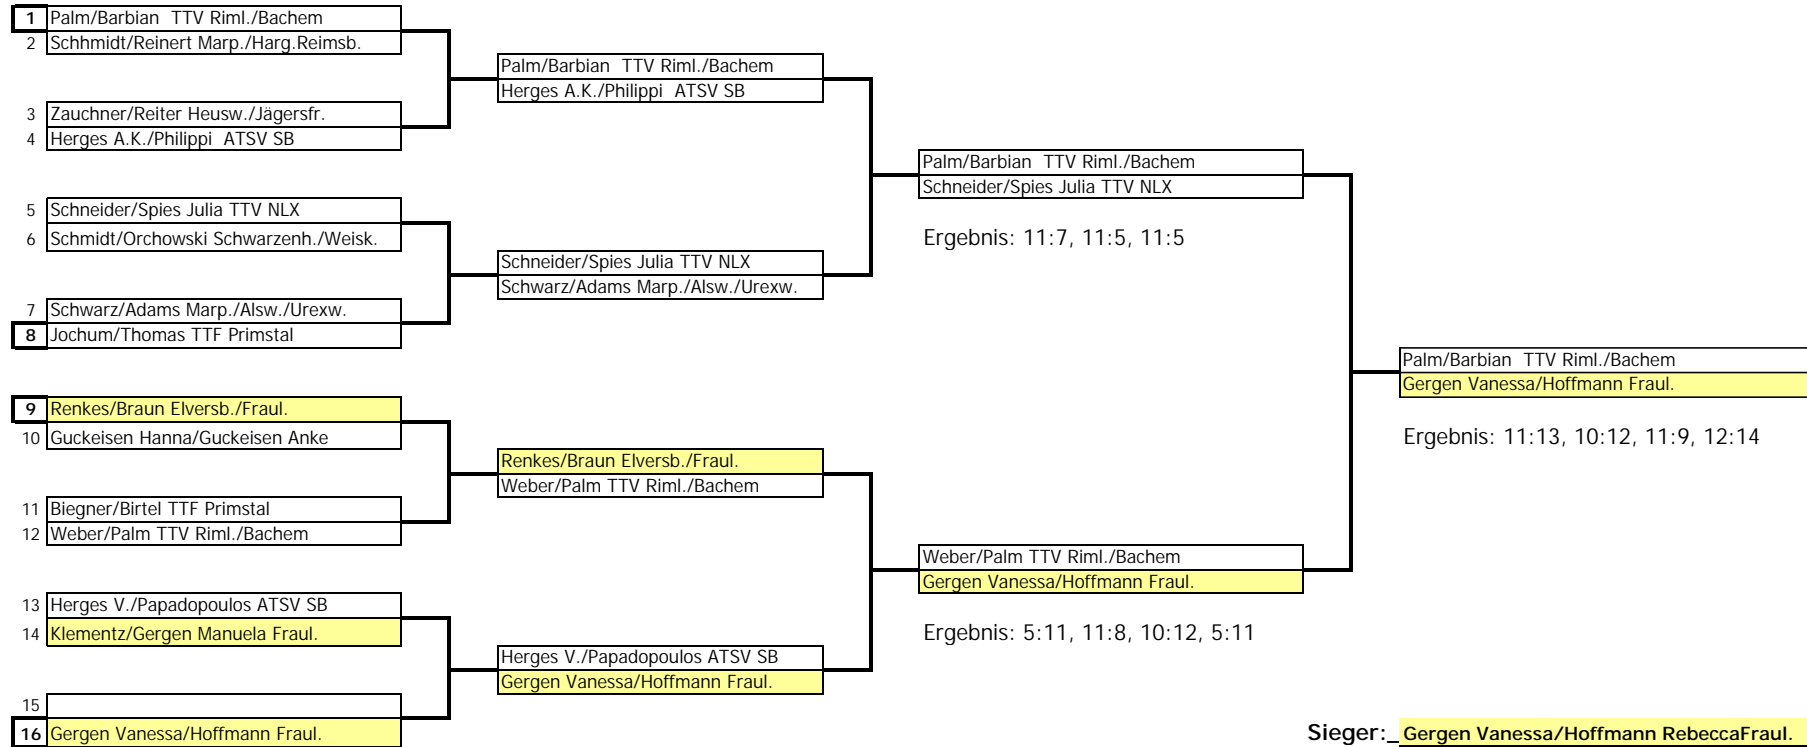 1 Palm/Barbian  TTV Riml./Bachem
2 Schhmidt/Reinert Marp./Harg.Reimsb.
3 Zauchner/Reiter Heusw./Jägersfr.
4 Herges A.K./Philippi  ATSV SB
5 Schneider/Spies Julia TTV NLX
6 Schmidt/Orchowski Schwarzenh./Weisk.
7 Schwarz/Adams Marp./Alsw./Urexw.
8 Jochum/Thomas TTF Primstal
9 Renkes/Braun Elversb./Fraul.
10 Guckeisen Hanna/Guckeisen Anke
11 Biegner/Birtel TTF Primstal
12 Weber/Palm TTV Riml./Bachem
13 Herges V./Papadopoulos ATSV SB
14 Klementz/Gergen Manuela Fraul.
15
16 Gergen Vanessa/Hoffmann Fraul.
Palm/Barbian  TTV Riml./Bachem
Herges A.K./Philippi  ATSV SB
Schneider/Spies Julia TTV NLX
Schwarz/Adams Marp./Alsw./Urexw.
Renkes/Braun Elversb./Fraul.
Weber/Palm TTV Riml./Bachem
Herges V./Papadopoulos ATSV SB
Gergen Vanessa/Hoffmann Fraul.
Palm/Barbian  TTV Riml./Bachem
Schneider/Spies Julia TTV NLX
Ergebnis: 11:7, 11:5, 11:5
Weber/Palm TTV Riml./Bachem
Gergen Vanessa/Hoffmann Fraul.
Ergebnis: 5:11, 11:8, 10:12, 5:11
Palm/Barbian  TTV Riml./Bachem
Gergen Vanessa/Hoffmann Fraul.
Ergebnis: 11:13, 10:12, 11:9, 12:14
Sieger:_ Gergen Vanessa/Hoffmann RebeccaFraul.